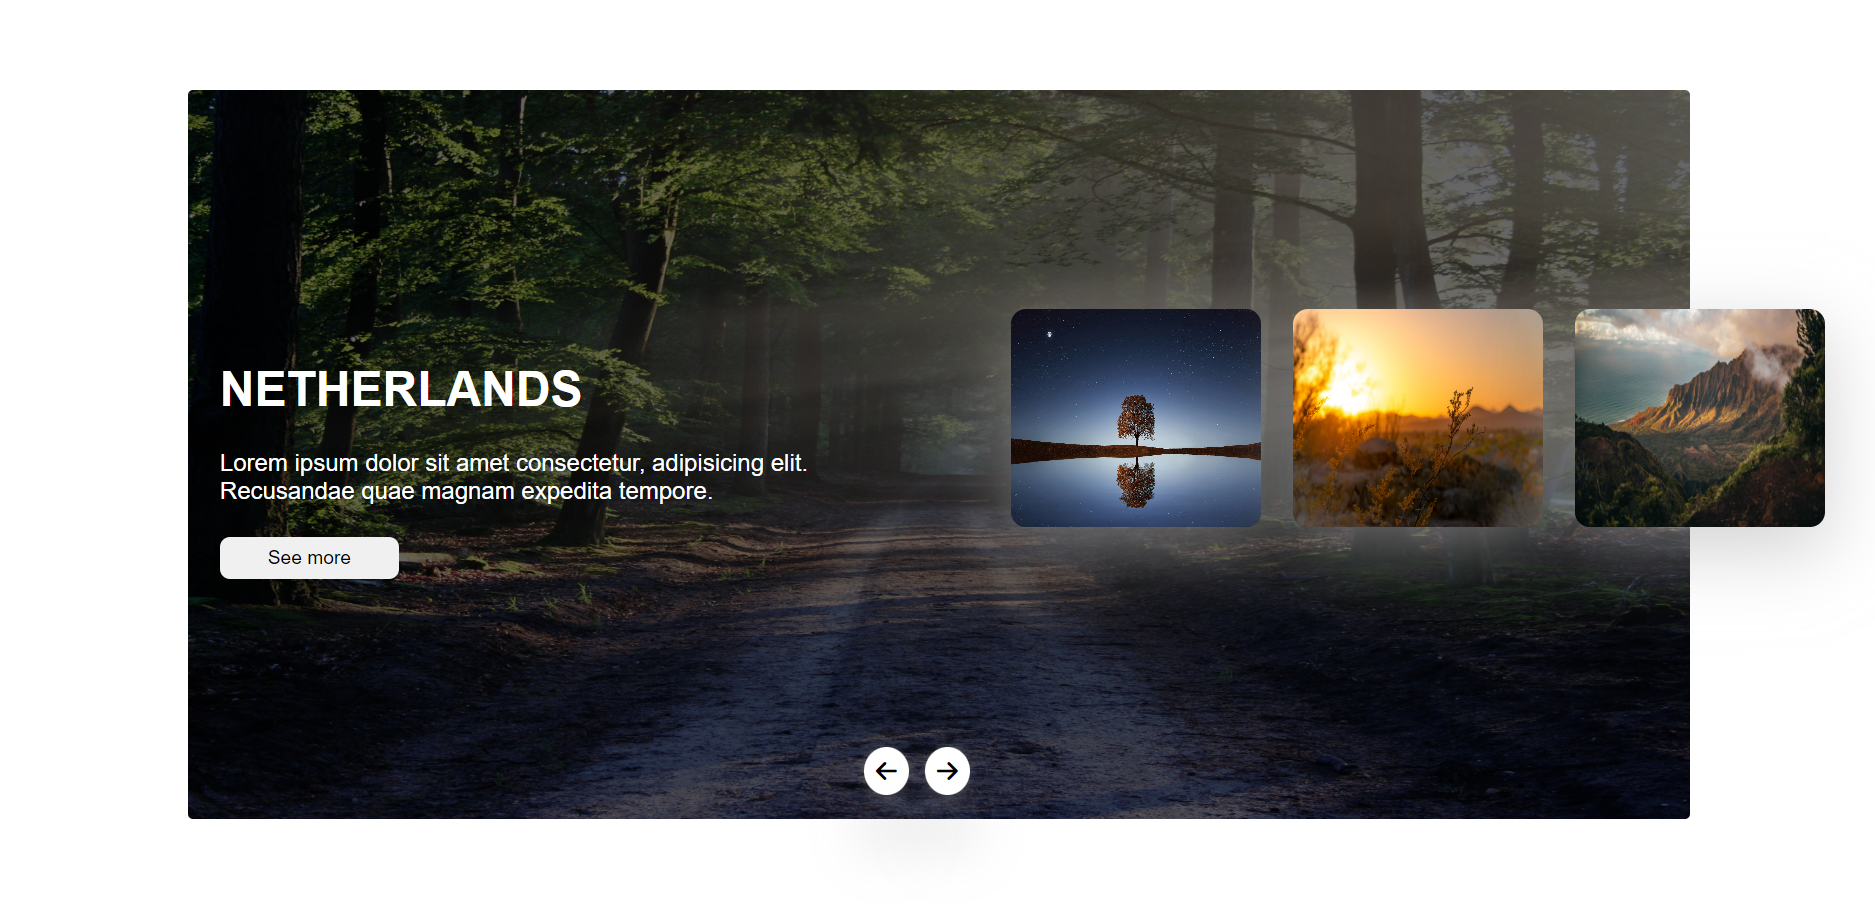 NETHERLANDS
Lorem ipsum dolor sit amet consectetur, adipisicing elit.
Recusandae quae magnam expedita tempore.
See more